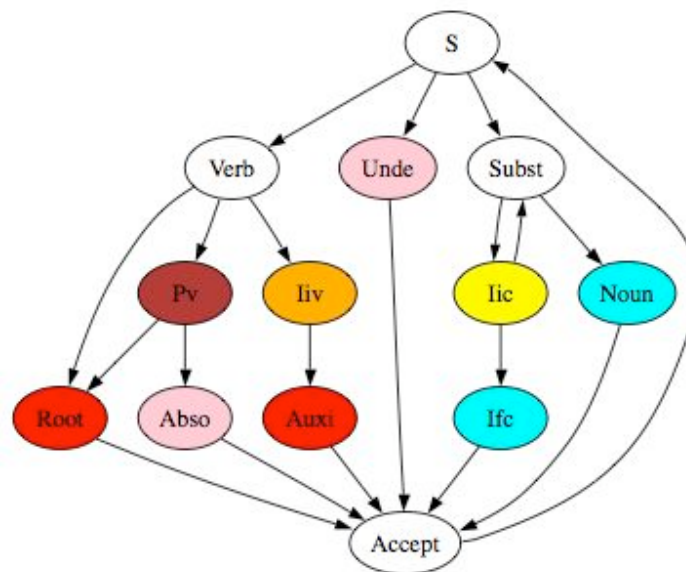 S
Verb Unde Subst
Pv Iiv Iic Noun
Root Abso Auxi Ifc
Accept